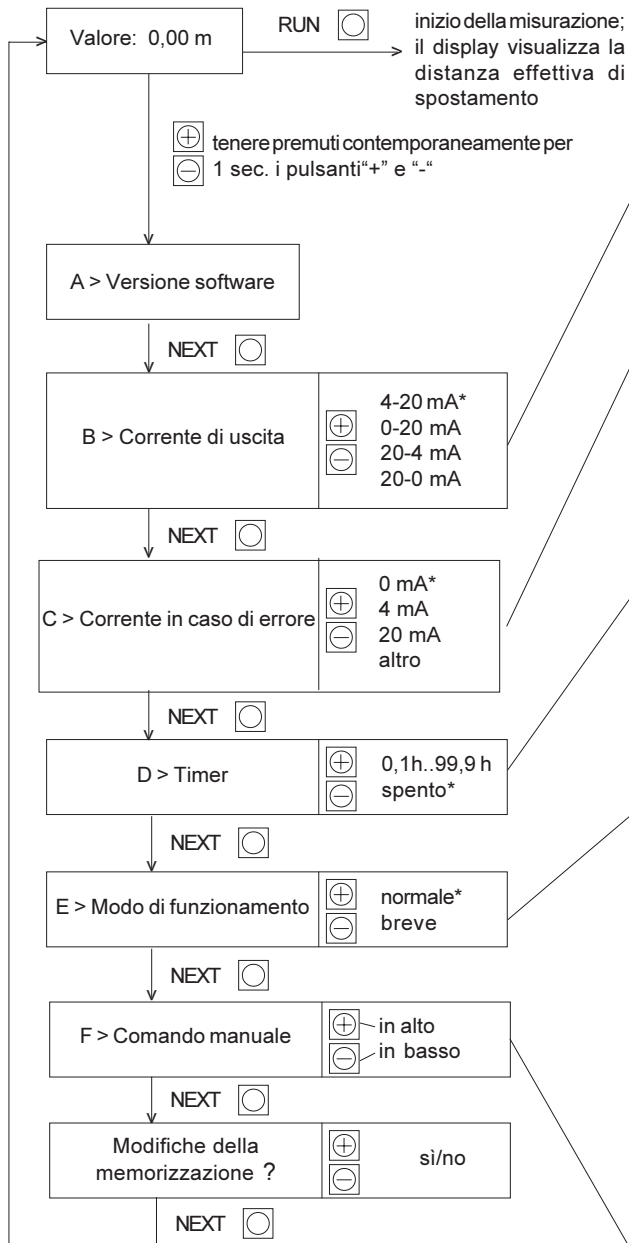 Valore: 0,00 m
RUN
inizio della misurazione;
il display visualizza la
distanza effettiva di
spostamento
tenere premuti contemporaneamente per
1 sec. i pulsanti“+” e “-“
A > Versione software
NEXT
B > Corrente di uscita
4-20 mA*
0-20 mA
20-4 mA
20-0 mA
NEXT
C > Corrente in caso di errore
0 mA*
4 mA
20 mA
altro
NEXT
D > Timer
0,1h..99,9 h
spento*
NEXT
E > Modo di funzionamento
normale*
breve
NEXT
F > Comando manuale
in alto
in basso
NEXT
Modifiche della
memorizzazione ?
sì/no
NEXT